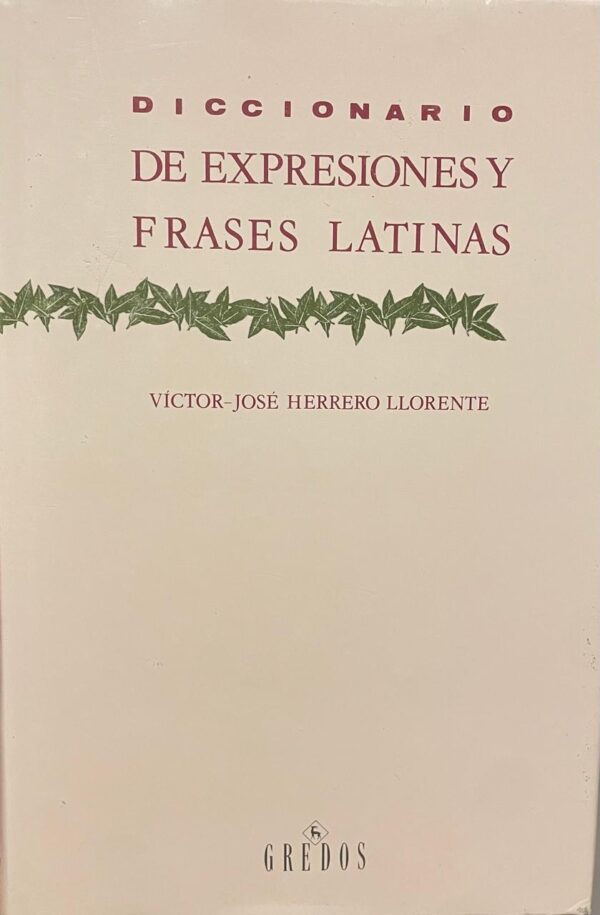 DICCIONARIO
DE EXPRESIONES Y
FRASES LATINAS
VÍCTOR-JOSÉ HERRERO LLORENTE
GREDOS